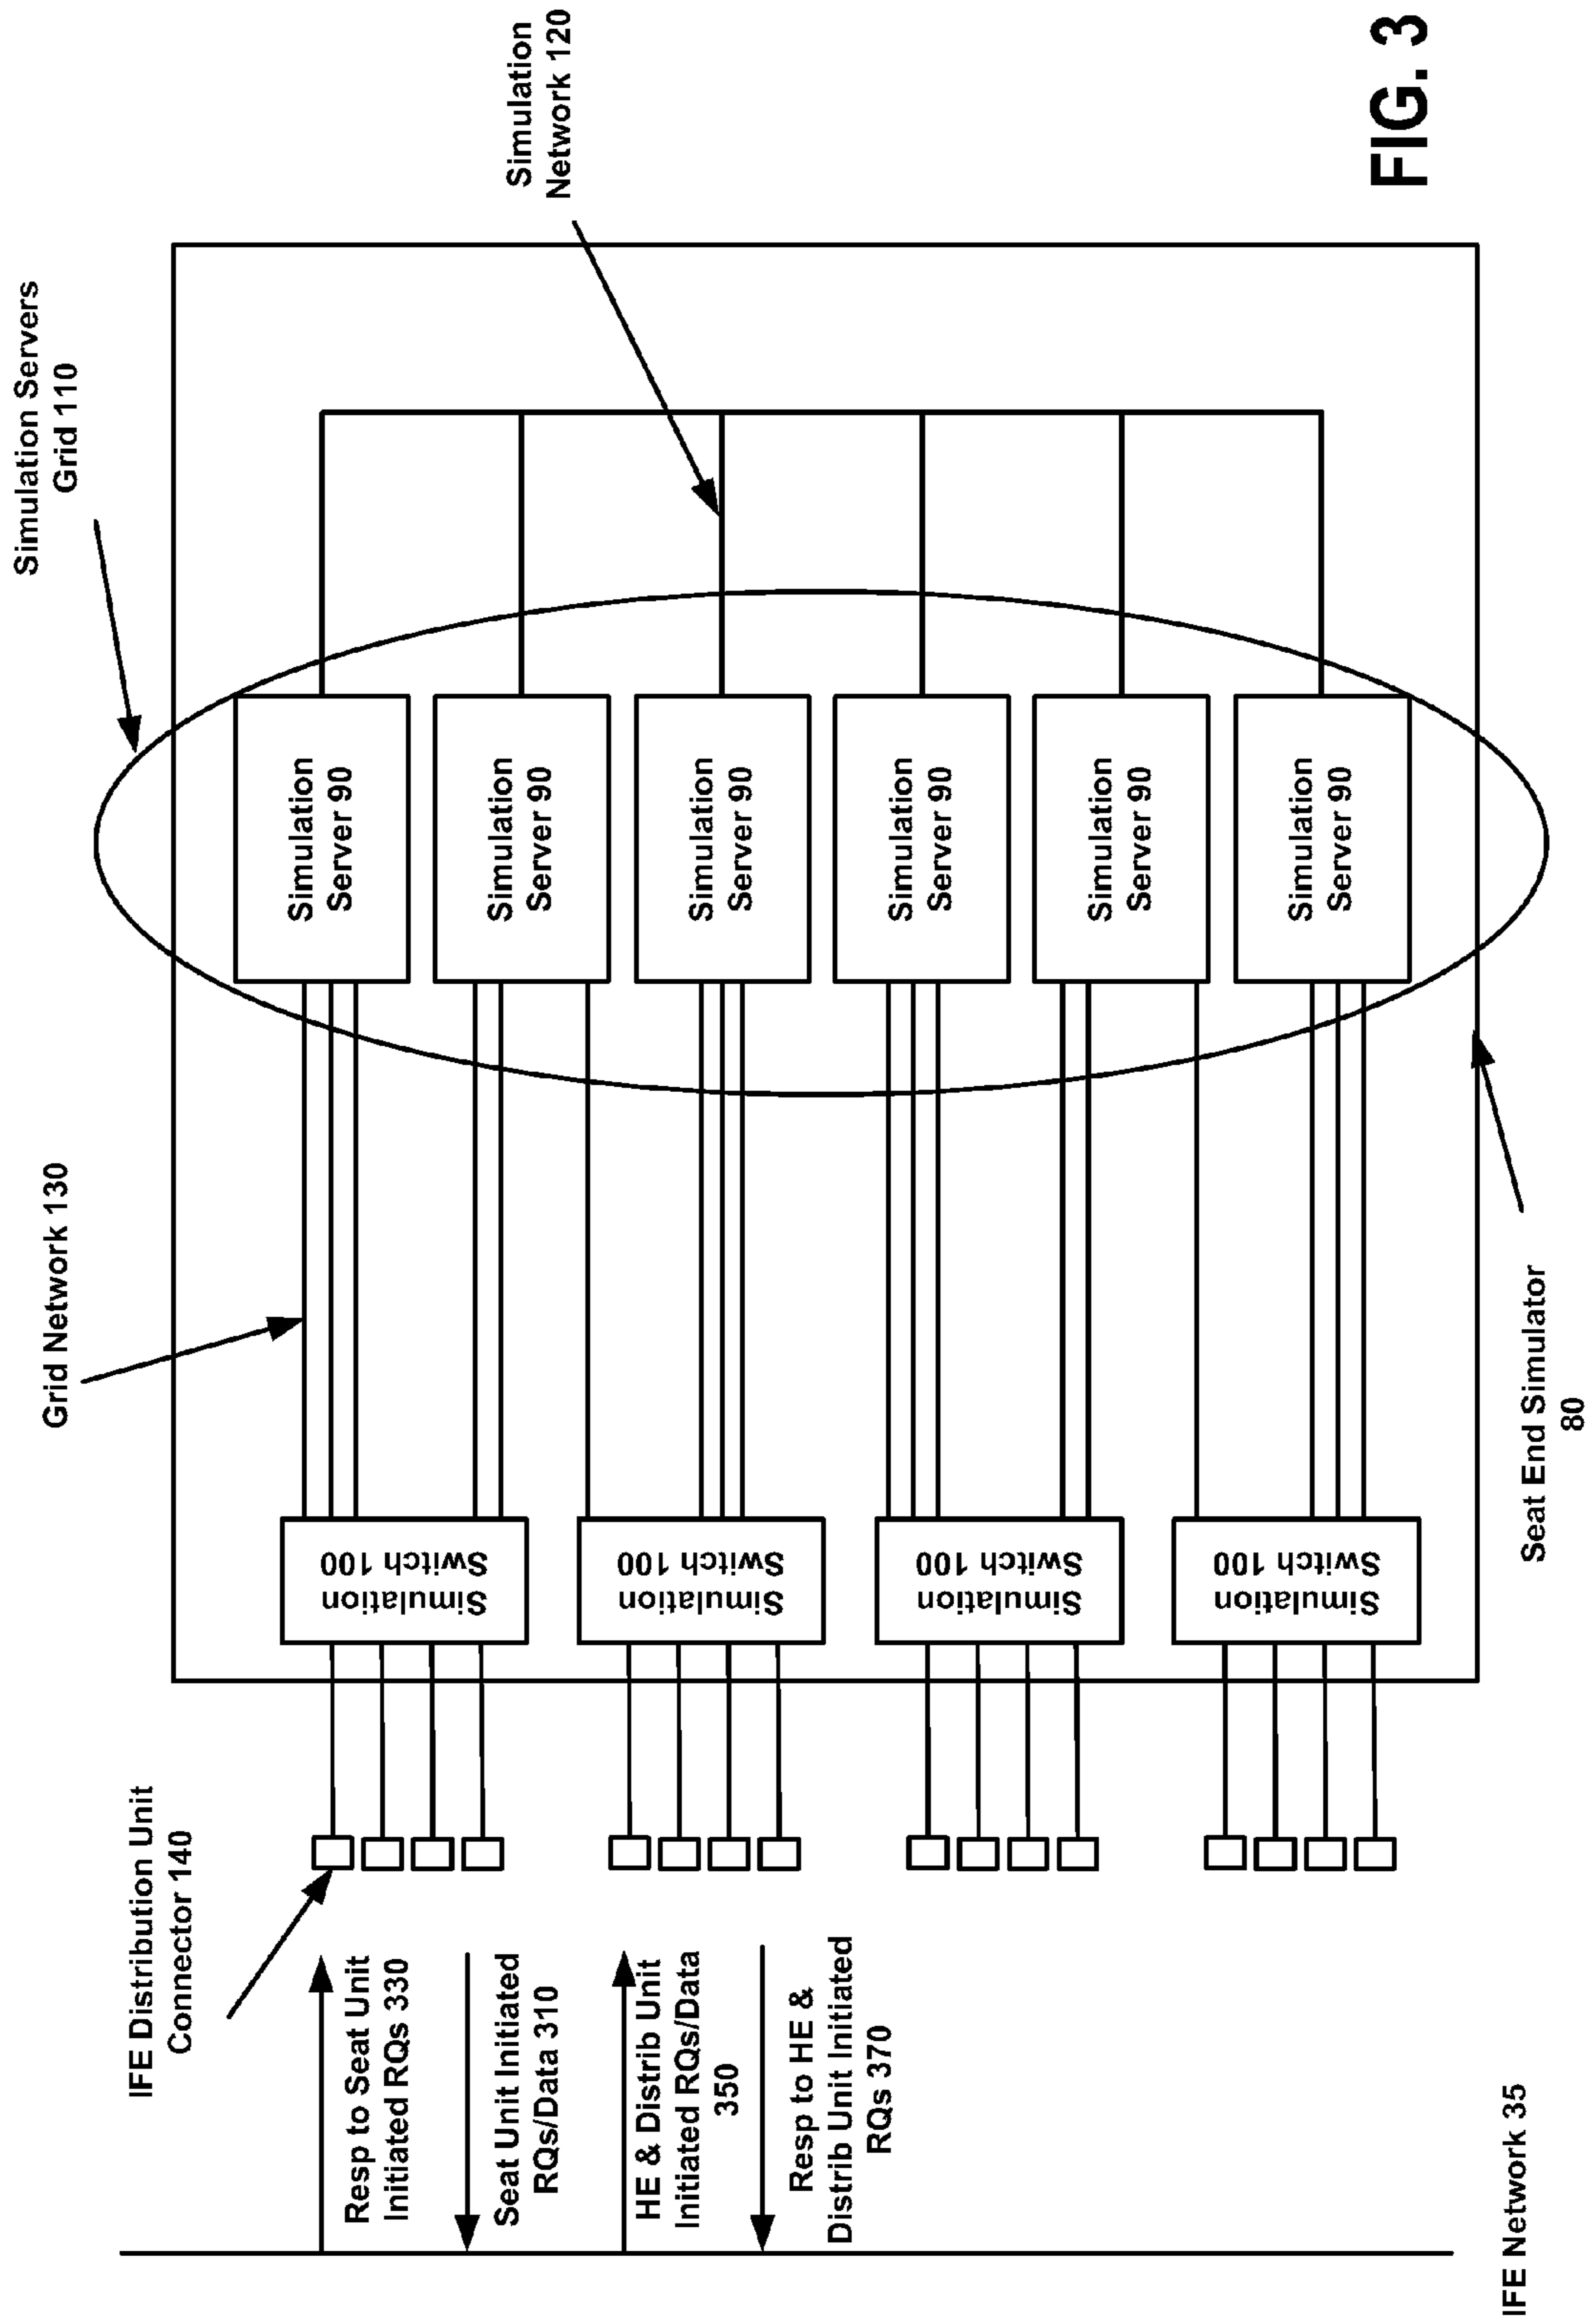 IFE Network 35
Resp to Seat Unit
Initiated RQs 330
Seat Unit Initiated
RQs/Data 310
HE & Distrib Unit
Initiated RQs/Data
350
Resp to HE &
Distrib Unit Initiated
RQs 370
IFE Distribution Unit
Connector 140
Simulation
Switch 100
Simulation
Switch 100
Simulation
Switch 100
Simulation
Switch 100
Grid Network 130
Seat End Simulator
80
Simulation
Server 90
Simulation
Server 90
Simulation
Server 90
Simulation
Server 90
Simulation
Server 90
Simulation
Server 90
Simulation Servers
Grid 110
Simulation
Network 120
FIG. 3